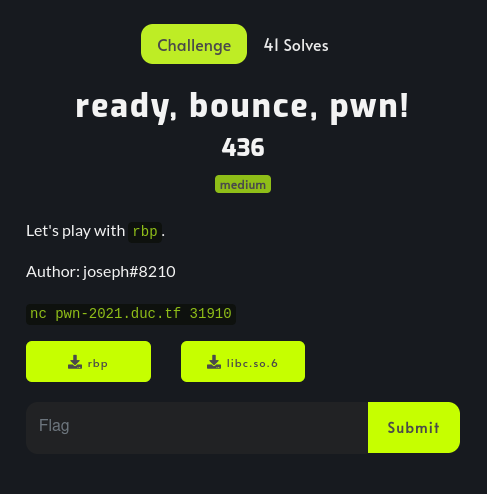 Challenge 41 Solves
ready, bounce, pwn!
436
medium
Let's play with rbp.
Author: joseph#8210
nc pwn-2021.duc.tf 31910
rbp libc.so.6
Flag Submit